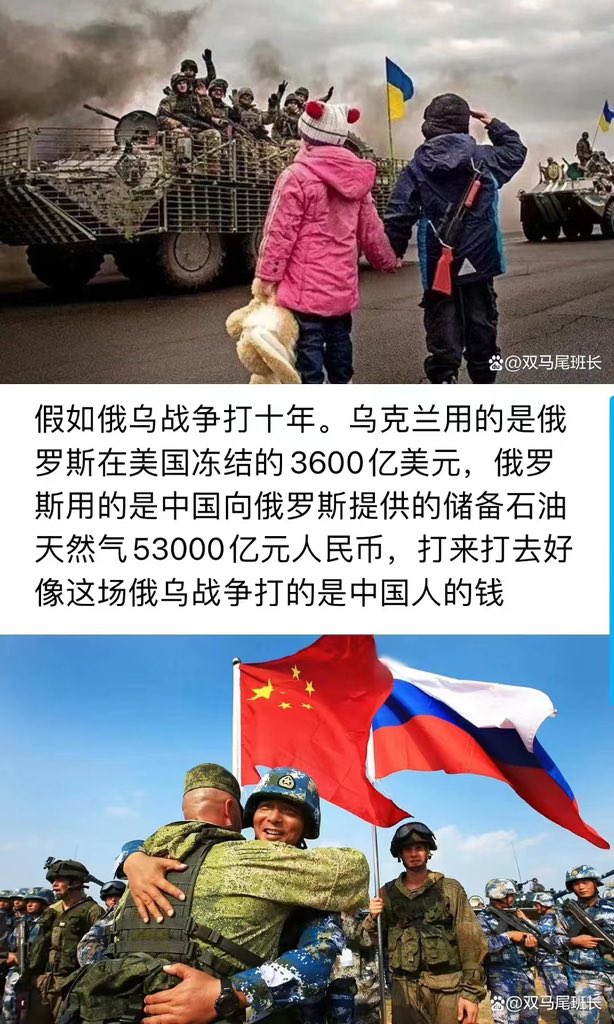 @双马尾班长
假如俄乌战争打十年。乌克兰用的是俄
罗斯在美国冻结的3600亿美元，俄罗
斯用的是中国向俄罗斯提供的储备石油
天然气53000亿元人民币，打来打去好
像这场俄乌战争打的是中国人的钱
@双马尾班长